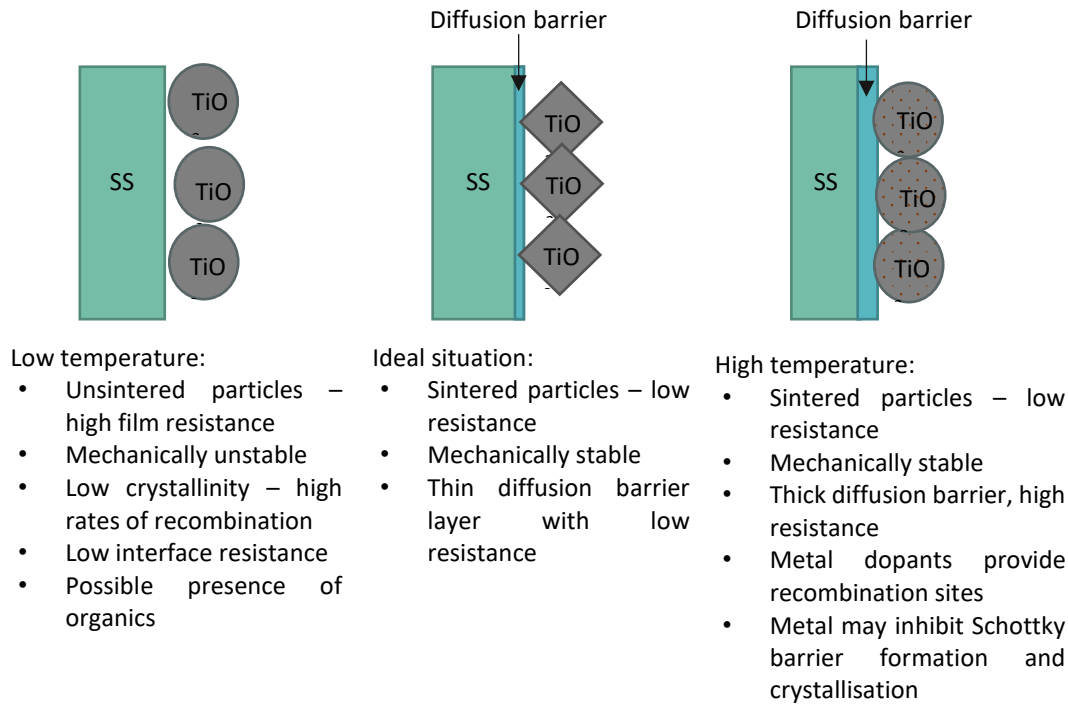 Diffusion barrier
Diffusion barrier
TiO
TiO
TiO
SS
TiO
TiO
TiO
SS
TiO
TiO
TiO
SS
Low temperature:
• Unsintered particles –
high film resistance
• Mechanically unstable
• Low crystallinity – high
rates of recombination
• Low interface resistance
• Possible presence of
organics
Ideal situation:
• Sintered particles – low
resistance
• Mechanically stable
• Thin diffusion barrier
layer with low
resistance
High temperature:
• Sintered particles – low
resistance
• Mechanically stable
• Thick diffusion barrier, high
resistance
• Metal dopants provide
recombination sites
• Metal may inhibit Schottky
barrier formation and
crystallisation